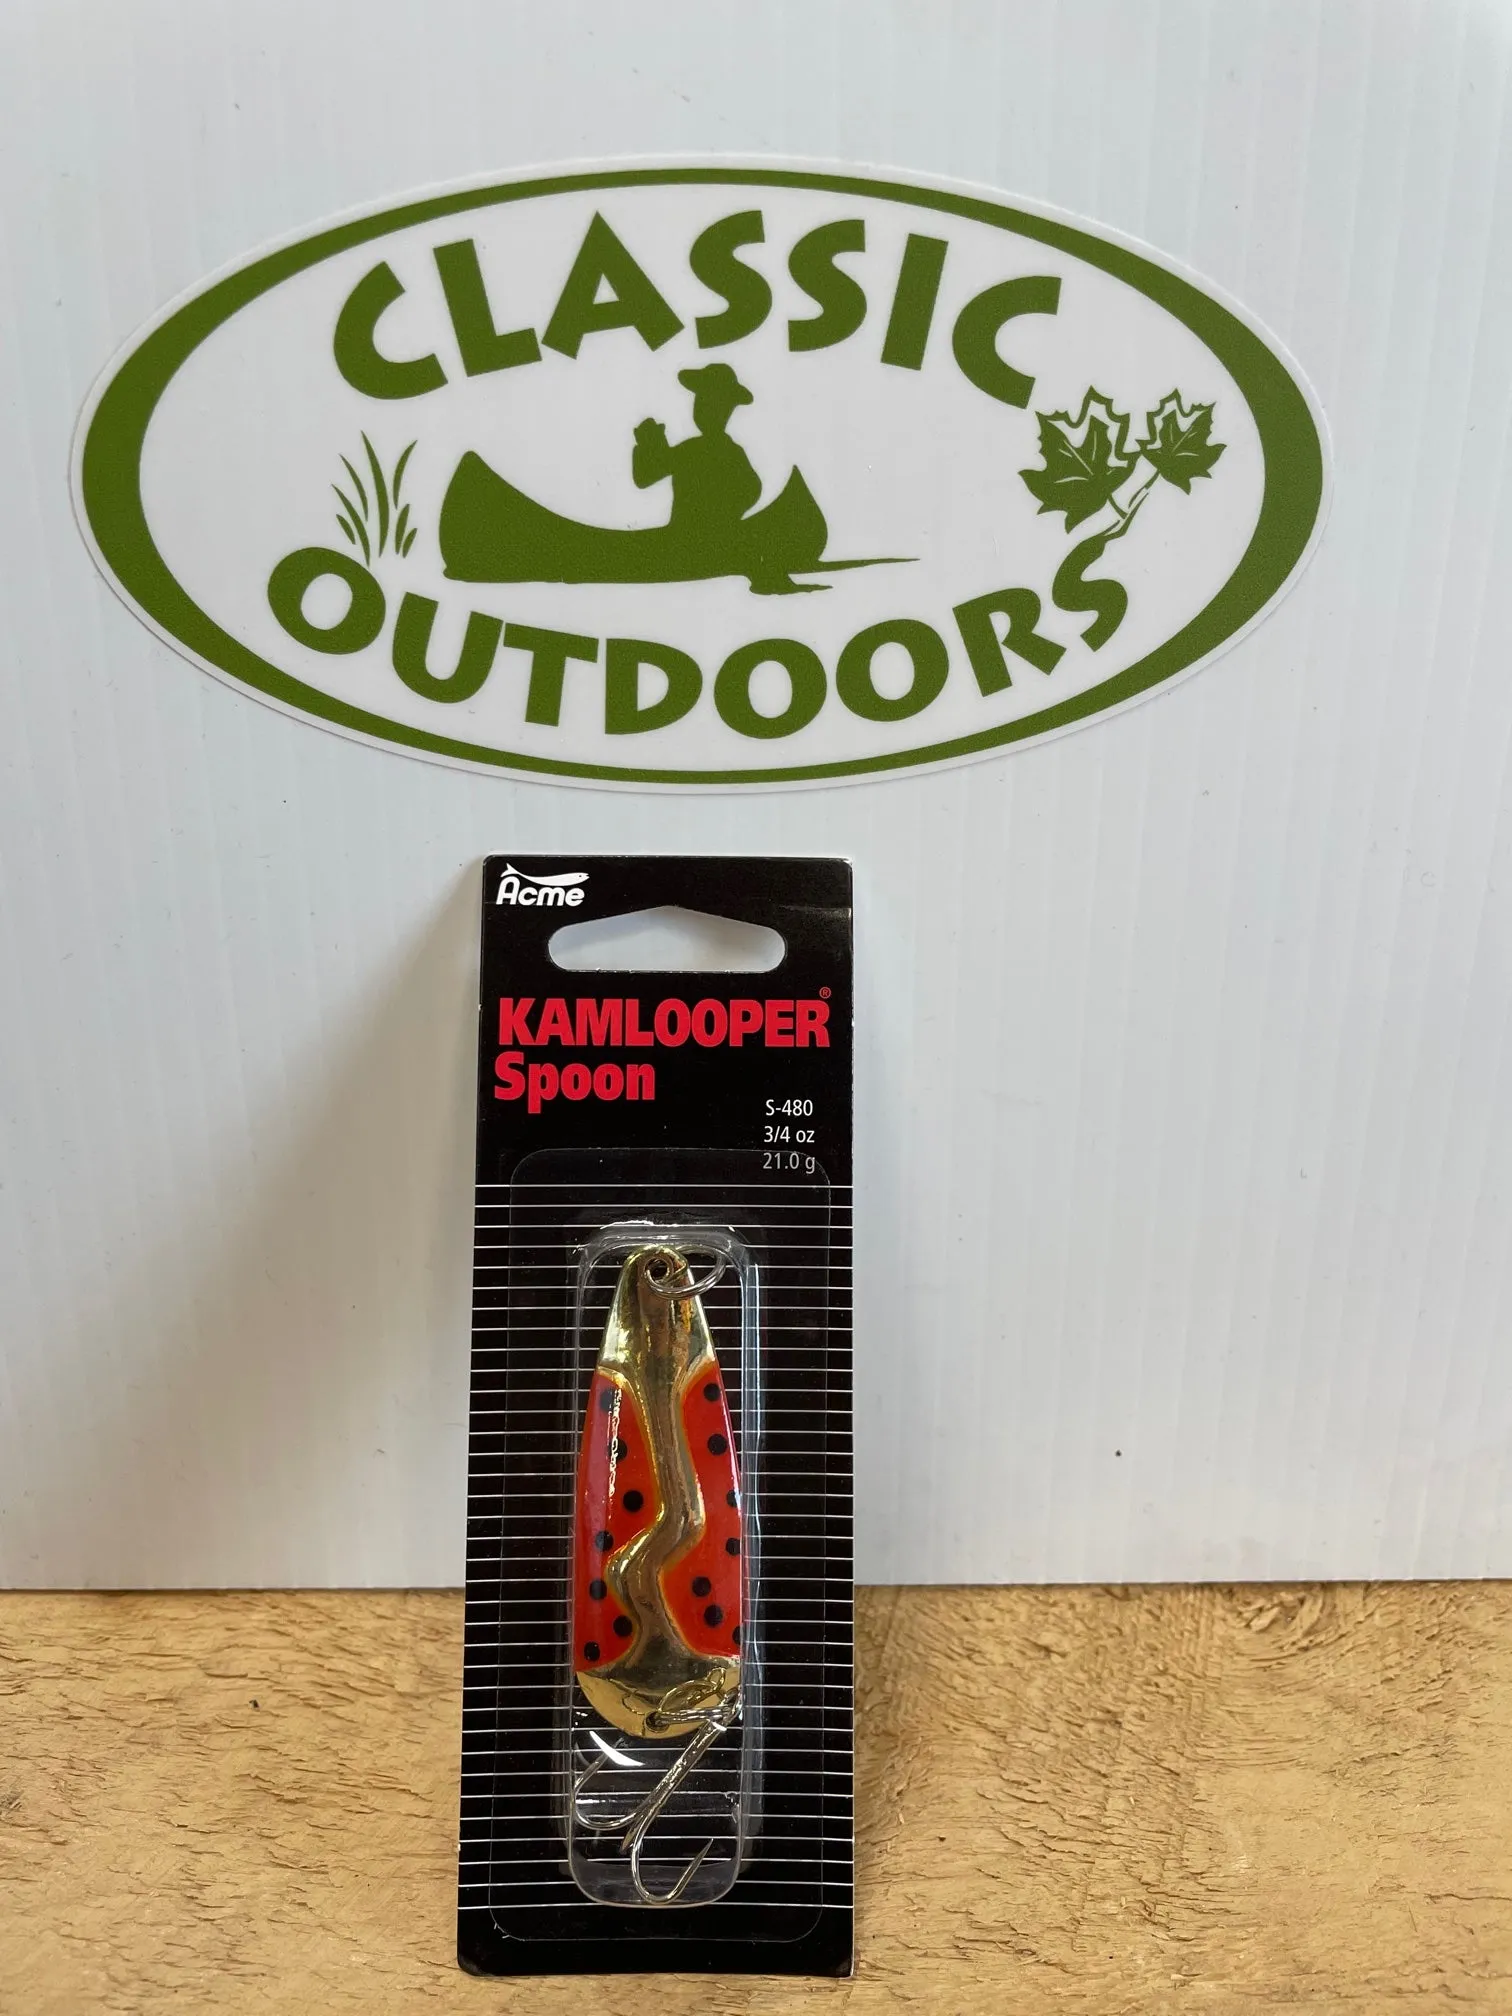 CLASSIC
OUTDOORS
Acme
KAMLOOPER®
Spoon
S-480
3/4 oz
21.0 g